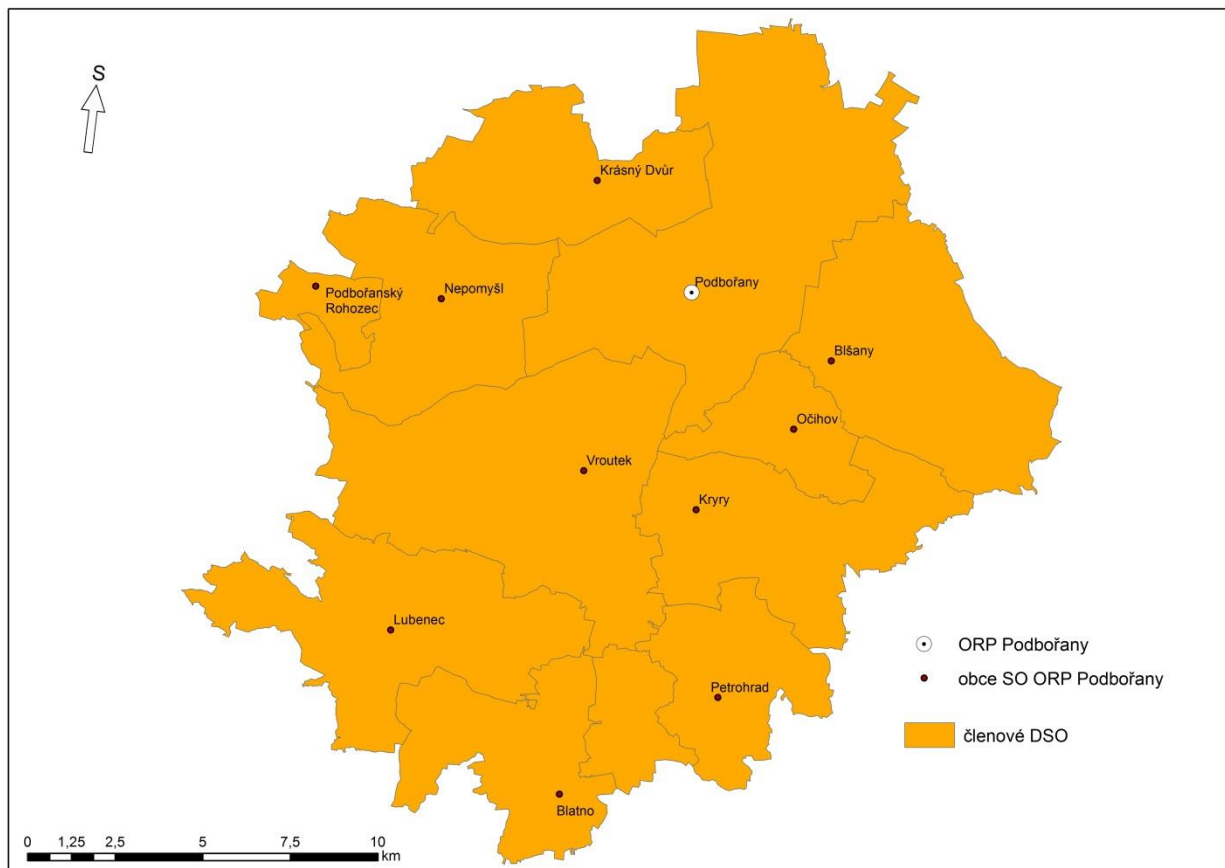 S
Krásný Dvůr
Podbořany
Podbořanský
Rohozec
Nepomyšl
Blšany
Očihov
Vroutek
Kryry
Lubenec
Petrohrad
Blatno
ORP Podbořany
obce SO ORP Podbořany
členové DSO
0 1,25 2,5 5 7,5 10
km